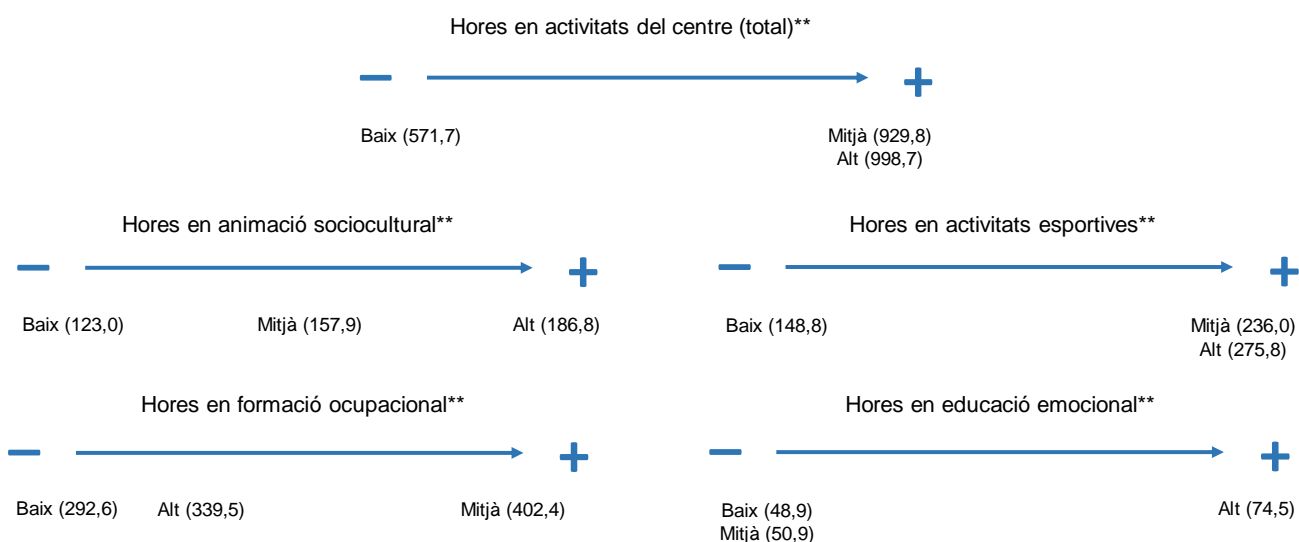 Hores en activitats del centre (total)**
Baix (571,7)
Mitjà (929,8)
Alt (998,7)
Hores en animació sociocultural**
Baix (123,0)
Mitjà (157,9)
Alt (186,8)
Hores en activitats esportives**
Baix (148,8)
Mitjà (236,0)
Alt (275,8)
Hores en formació ocupacional**
Baix (292,6)
Alt (339,5)
Mitjà (402,4)
Hores en educació emocional**
Baix (48,9)
Mitjà (50,9)
Alt (74,5)